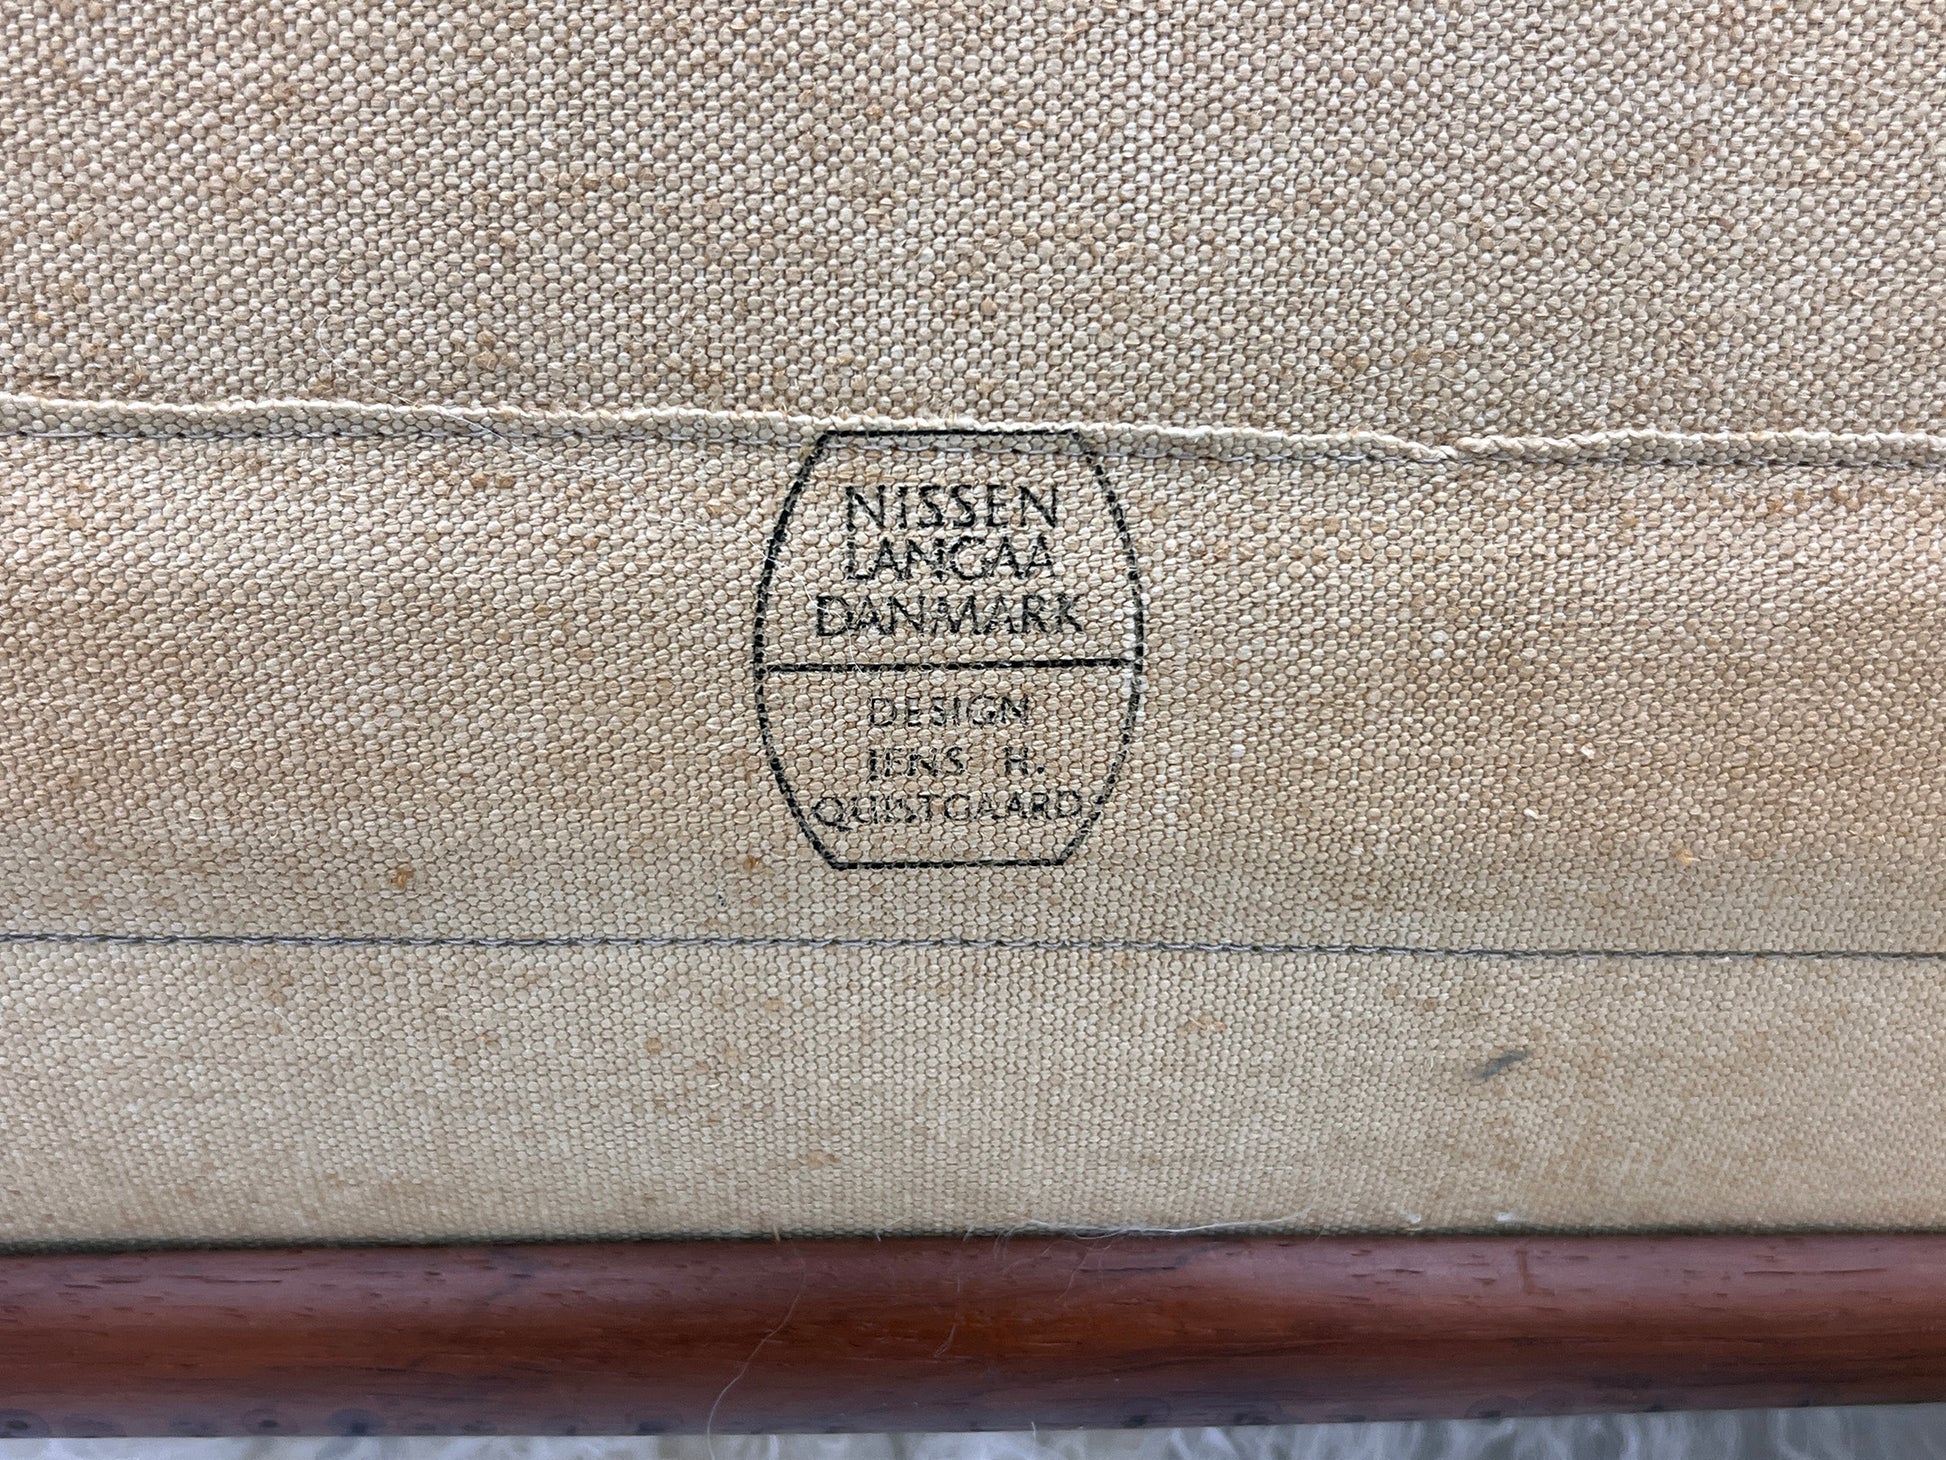 NISSEN
LANGAA
DANMARK
DESIGN
JENS H.
QUISTGAARD